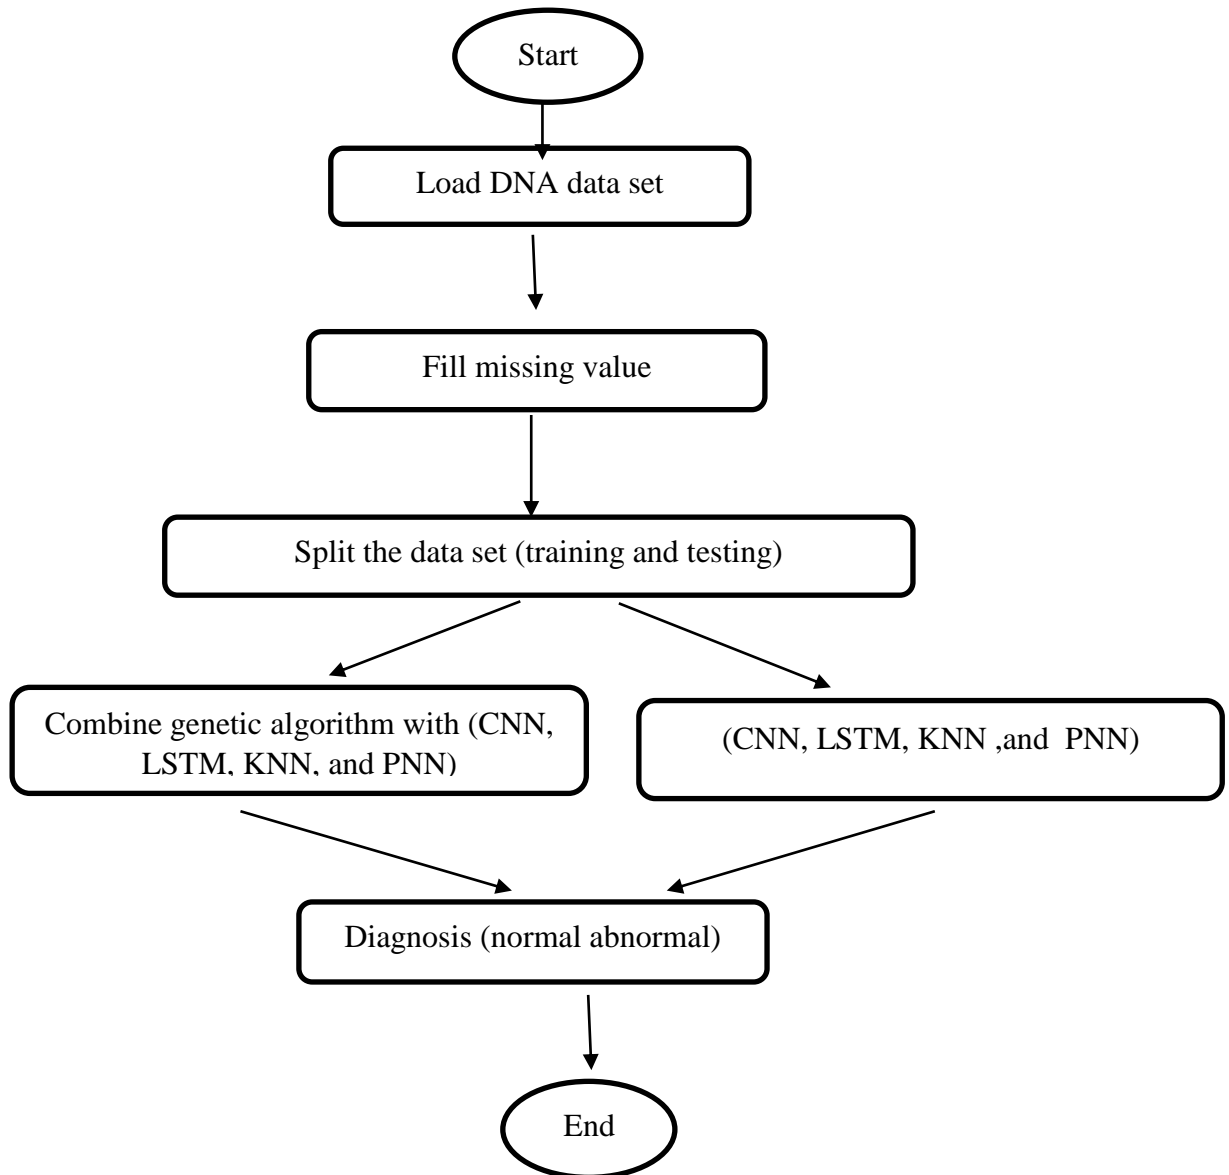 Start
Load DNA data set
Fill missing value
Split the data set (training and testing)
Combine genetic algorithm with (CNN,
LSTM, KNN, and PNN)
(CNN, LSTM, KNN ,and  PNN)
Diagnosis (normal abnormal)
End